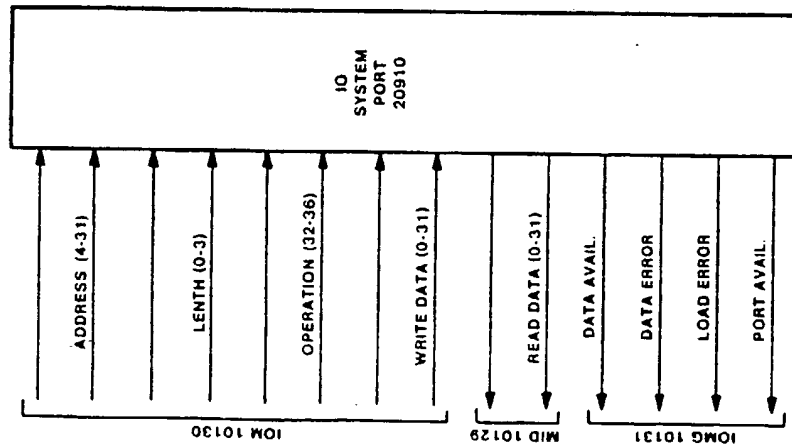 IO
SYSTEM
PORT
20910
ADDRESS (4-31)
LENTH (0-3)
OPERATION (32-36)
WRITE DATA (0-31)
READ DATA (0-31)
DATA AVAIL.
DATA ERROR
LOAD ERROR
PORT AVAIL.
IOM 10130
MID 10129
IOMG 10131